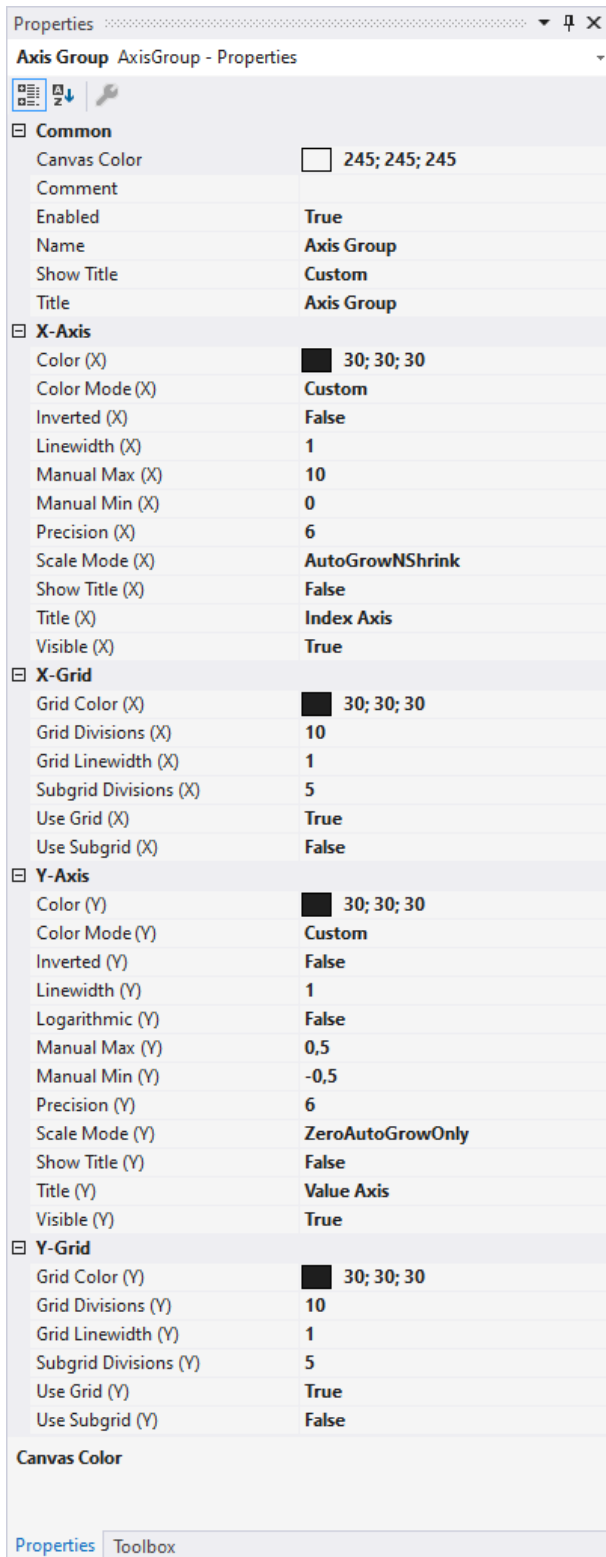 Properties
Axis Group AxisGroup - Properties
Common
Canvas Color 245; 245; 245
Comment
Enabled True
Name Axis Group
Show Title Custom
Title Axis Group
X-Axis
Color (X) 30; 30; 30
Color Mode (X) Custom
Inverted (X) False
Linewidth (X) 1
Manual Max (X) 10
Manual Min (X) 0
Precision (X) 6
Scale Mode (X) AutoGrowNShrink
Show Title (X) False
Title (X) Index Axis
Visible (X) True
X-Grid
Grid Color (X) 30; 30; 30
Grid Divisions (X) 10
Grid Linewidth (X) 1
Subgrid Divisions (X) 5
Use Grid (X) True
Use Subgrid (X) False
Y-Axis
Color (Y) 30; 30; 30
Color Mode (Y) Custom
Inverted (Y) False
Linewidth (Y) 1
Logarithmic (Y) False
Manual Max (Y) 0,5
Manual Min (Y) -0,5
Precision (Y) 6
Scale Mode (Y) ZeroAutoGrowOnly
Show Title (Y) False
Title (Y) Value Axis
Visible (Y) True
Y-Grid
Grid Color (Y) 30; 30; 30
Grid Divisions (Y) 10
Grid Linewidth (Y) 1
Subgrid Divisions (Y) 5
Use Grid (Y) True
Use Subgrid (Y) False
Canvas Color
Properties Toolbox